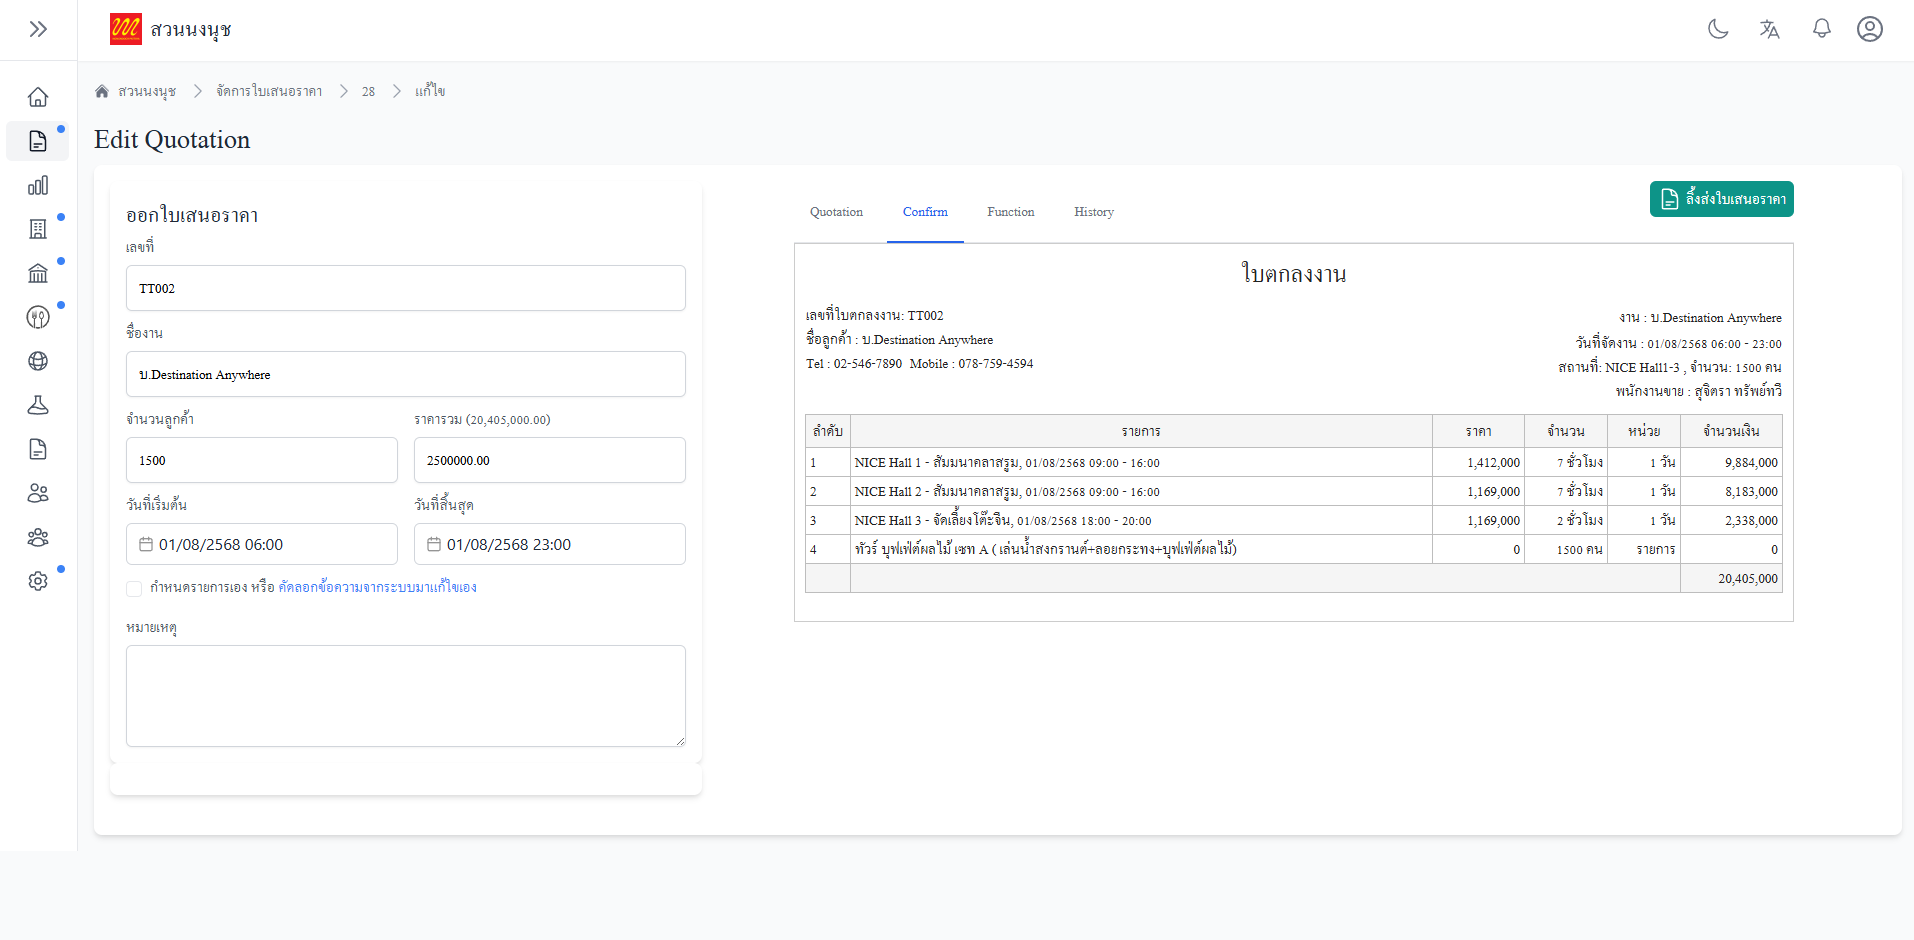 สวนนงนุช
สวนนงนุช
จัดการใบเสนอราคา
28
แก้ไข
Edit Quotation
ออกใบเสนอราคา
เลขที่
TT002
ชื่องาน
บ.Destination Anywhere
จำนวนลูกค้า
ราคารวม (20,405,000.00)
1500
2500000.00
วันที่เริ่มต้น
วันที่สิ้นสุด
01/08/2568 06:00
01/08/2568 23:00
กำหนดรายการเอง หรือ คัดลอกข้อความจากระบบมาแก้ไขเอง
หมายเหตุ
Quotation Confirm Function History
ลิ้งส่งใบเสนอราคา
ใบตกลงงาน
เลขที่ใบตกลงงาน: TT002
ชื่อลูกค้า : บ.Destination Anywhere
Tel : 02-546-7890 Mobile : 078-759-4594
งาน : บ.Destination Anywhere
วันที่จัดงาน : 01/08/2568 06:00 - 23:00
สถานที่: NICE Hall1-3 , จำนวน: 1500 คน
พนักงานขาย : สุจิตรา ทรัพย์ทวี
ลำดับ รายการ ราคา จำนวน หน่วย จำนวนเงิน
1 NICE Hall 1 - สัมมนาคลาสรูม, 01/08/2568 09:00 - 16:00 1,412,000 7 ชั่วโมง 1 วัน 9,884,000
2 NICE Hall 2 - สัมมนาคลาสรูม, 01/08/2568 09:00 - 16:00 1,169,000 7 ชั่วโมง 1 วัน 8,183,000
3 NICE Hall 3 - จัดเลี้ยงโต๊ะจีน, 01/08/2568 18:00 - 20:00 1,169,000 2 ชั่วโมง 1 วัน 2,338,000
4 ทัวร์ บุฟเฟ่ต์ผลไม้ เซท A ( เล่นน้ำสงกรานต์+ลอยกระทง+บุฟเฟ่ต์ผลไม้) 0 1500 คน รายการ 0
20,405,000